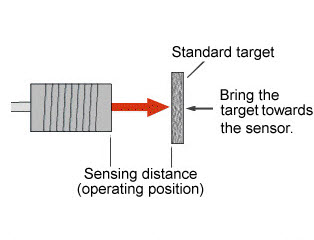 Standard target
Bring the
target towards
the sensor.
Sensing distance
(operating position)